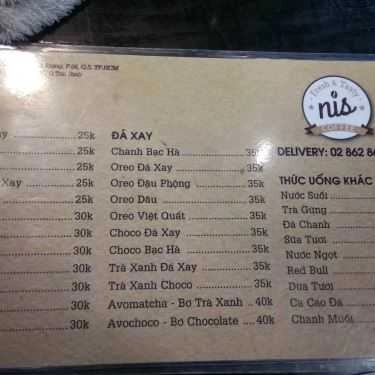 Fresh & Tasty
nis
COFFEE
DELIVERY: 02 862 86
25k
25k
25k
25k
30k
30k
30k
30k
30k
30k
ĐÁ XAY
Chanh Bạc Hà 35k
Oreo Đá Xay 35k
Oreo Đậu Phộng 35k
Oreo Dâu 35k
Oreo Việt Quất 35k
Choco Đá Xay 35k
Choco Bạc Hà 35k
Trà Xanh Đá Xay 35k
Trà Xanh Choco 35k
Avomatcha - Bơ Trà Xanh 40k
Avochoco - Bơ Chocolate 40k
THỨC UỐNG KHÁC
Nước Suối
Trà Gừng
Đá Chanh
Sữa Tươi
Nước Ngọt
Red Bull
Dừa Tươi
Ca Cao Đá
Chanh Muối